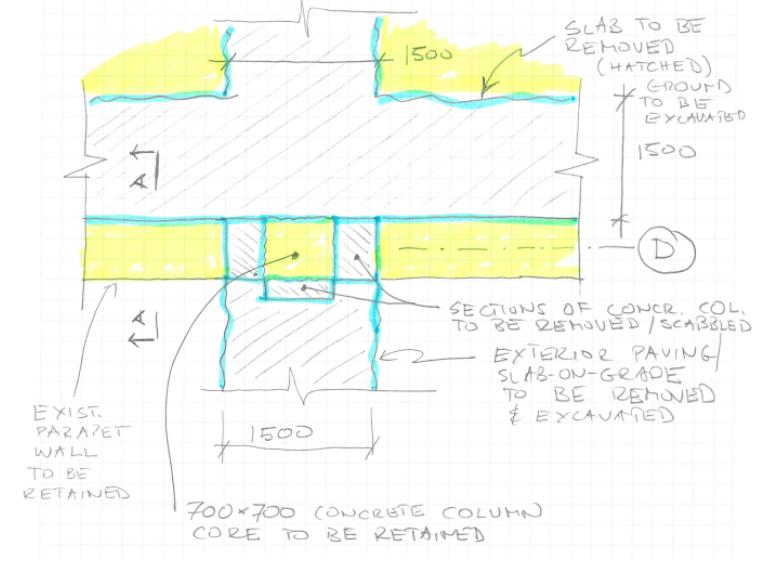 SLAB TO BE
REMOVED
(HATCHED)
GROUND
TO BE
EXCAVATED
1500
1500
A
D
A
SECTIONS OF CONCR. COL.
TO BE REMOVED/SCABBLED
EXTERIOR PAVING/
SLAB-ON-GRADE
TO BE REMOVED
& EXCAVATED
EXIST.
PARAPET
WALL
TO BE
RETAINED
1500
700×700 CONCRETE COLUMN
CORE TO BE RETAINED